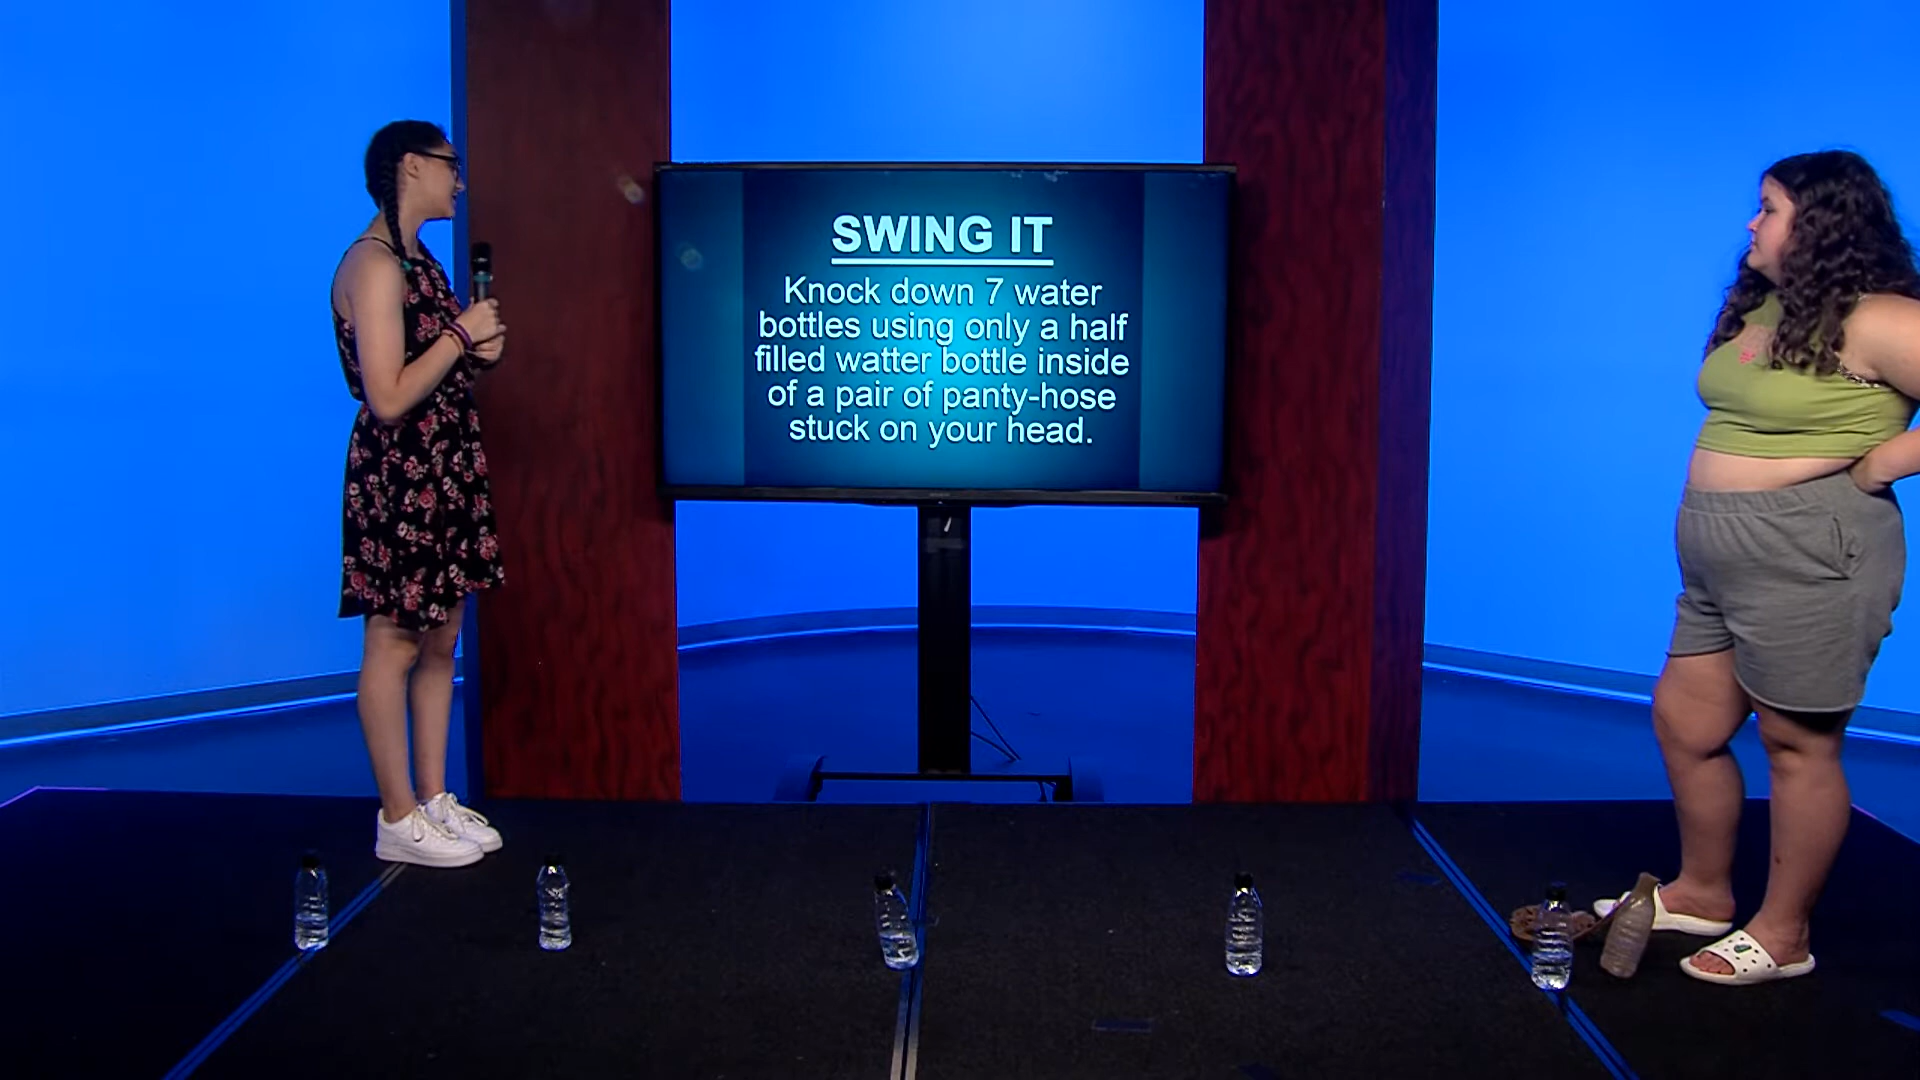 SWING IT
Knock down 7 water
bottles using only a half
filled watter bottle inside
of a pair of panty-hose
stuck on your head.